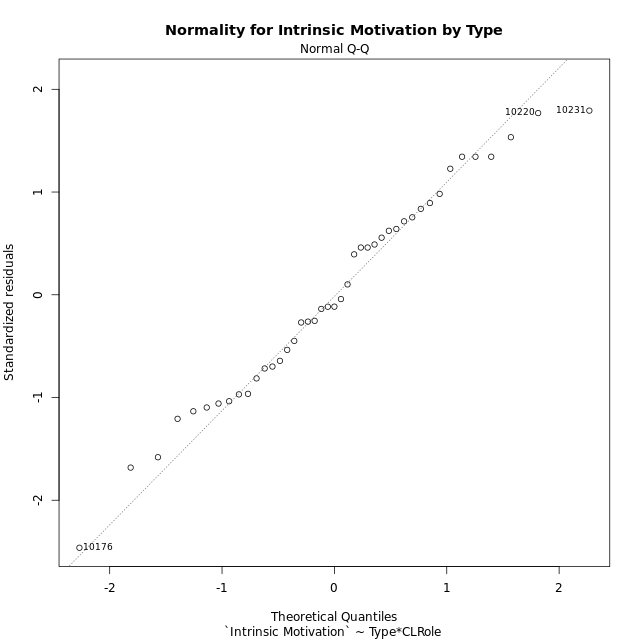 Normality for Intrinsic Motivation by Type
Normal Q-Q
Standardized residuals
2
1
0
-1
-2
10220
10231
10176
-2 -1 0 1 2
Theoretical Quantiles
`Intrinsic Motivation` ~ Type*CLRole